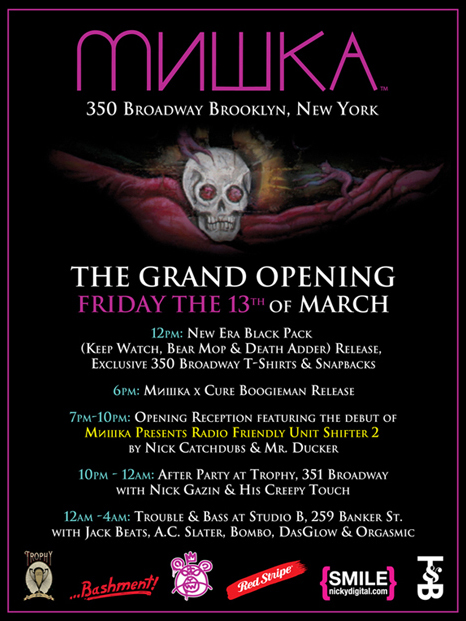 МИШКА™
350 Broadway Brooklyn, New York
THE GRAND OPENING
FRIDAY THE 13TH OF MARCH
12pm: New Era Black Pack
(Keep Watch, Bear Mop & Death Adder) Release,
Exclusive 350 Broadway T-Shirts & Snapbacks
6pm: Мишка x Cure Boogieman Release
7pm-10pm: Opening Reception featuring the debut of
Мишка Presents Radio Friendly Unit Shifter 2
by Nick Catchdubs & Mr. Ducker
10pm - 12am: After Party at Trophy, 351 Broadway
with Nick Gazin & His Creepy Touch
12am -4am: Trouble & Bass at Studio B, 259 Banker St.
with Jack Beats, A.C. Slater, Bombo, DasGlow & Orgasmic
TROPHY
...Bashment!
Red Stripe
{SMILE}
nickydigital.com
T&B